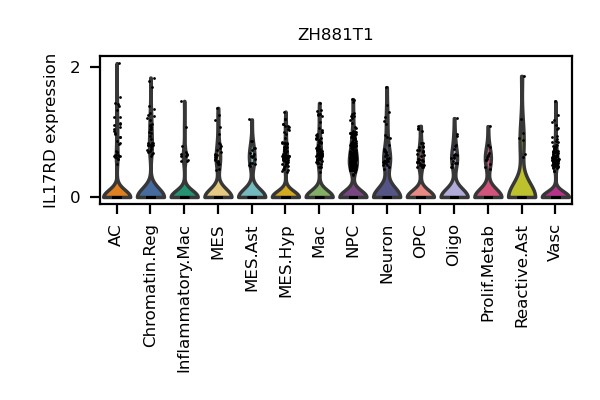 ZH881T1
IL17RD expression
2
0
AC
Chromatin.Reg
Inflammatory.Mac
MES
MES.Ast
MES.Hyp
Mac
NPC
Neuron
OPC
Oligo
Prolif.Metab
Reactive.Ast
Vasc